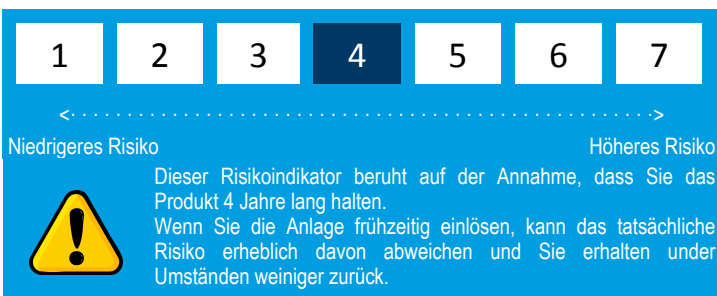 1 2 3 4 5 6 7
<· · · · · · · · · · · · · · · · · · · · · · · · · · · · · · · · · · · · · · · · · · · · · · · · · · · ·>
Niedrigeres Risiko Höheres Risiko
Dieser Risikoindikator beruht auf der Annahme, dass Sie das
Produkt 4 Jahre lang halten.
Wenn Sie die Anlage frühzeitig einlösen, kann das tatsächliche
Risiko erheblich davon abweichen und Sie erhalten under
Umständen weiniger zurück.